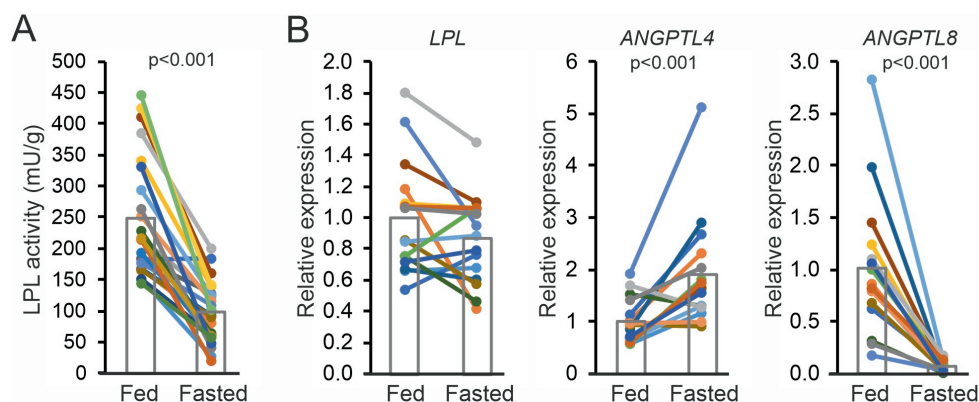 A
p<0.001
LPL activity (mU/g)
500
450
400
350
300
250
200
150
100
50
0
Fed Fasted
B
LPL
Relative expression
1.8
1.6
1.4
1.2
1.0
0.8
0.6
0.4
0.2
0.0
Fed Fasted
ANGPTL4
p<0.001
Relative expression
6
5
4
3
2
1
0
Fed Fasted
ANGPTL8
p<0.001
Relative expression
3.0
2.5
2.0
1.5
1.0
0.5
0.0
Fed Fasted